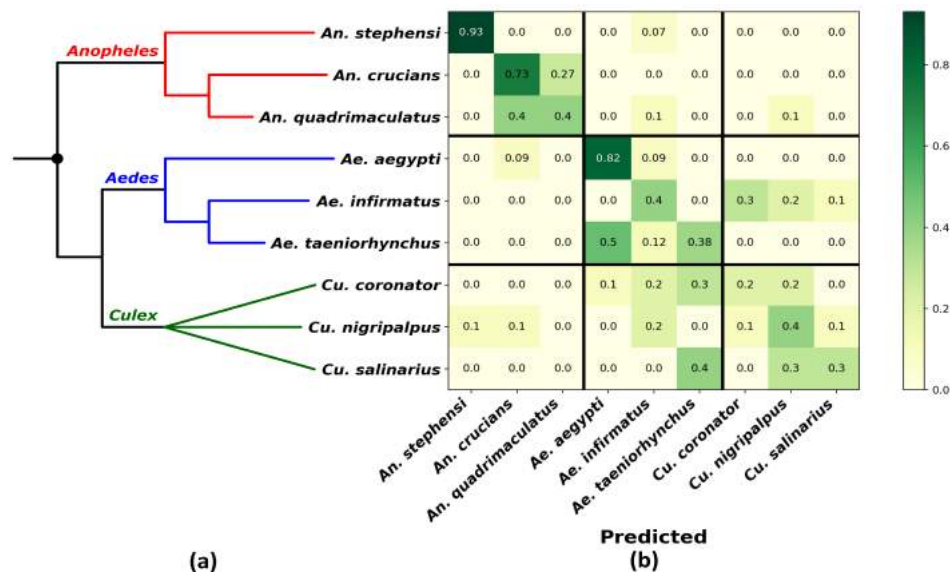 Anopheles
Aedes
Culex
An. stephensi 0.93 0.0 0.0 0.0 0.07 0.0 0.0 0.0 0.0
An. crucians 0.0 0.73 0.27 0.0 0.0 0.0 0.0 0.0 0.0
An. quadrimaculatus 0.0 0.4 0.4 0.0 0.1 0.0 0.0 0.1 0.0
Ae. aegypti 0.0 0.09 0.0 0.82 0.09 0.0 0.0 0.0 0.0
Ae. infirmatus 0.0 0.0 0.0 0.0 0.4 0.0 0.3 0.2 0.1
Ae. taeniorhynchus 0.0 0.0 0.0 0.5 0.12 0.38 0.0 0.0 0.0
Cu. coronator 0.0 0.0 0.0 0.1 0.2 0.3 0.2 0.2 0.0
Cu. nigripalpus 0.1 0.1 0.0 0.0 0.2 0.0 0.1 0.4 0.1
Cu. salinarius 0.0 0.0 0.0 0.0 0.0 0.4 0.0 0.3 0.3
An. stephensi
An. crucians
An. quadrimaculatus
Ae. aegypti
Ae. infirmatus
Ae. taeniorhynchus
Cu. coronator
Cu. nigripalpus
Cu. salinarius
0.8
0.6
0.4
0.2
0.0
Predicted
(a)
(b)